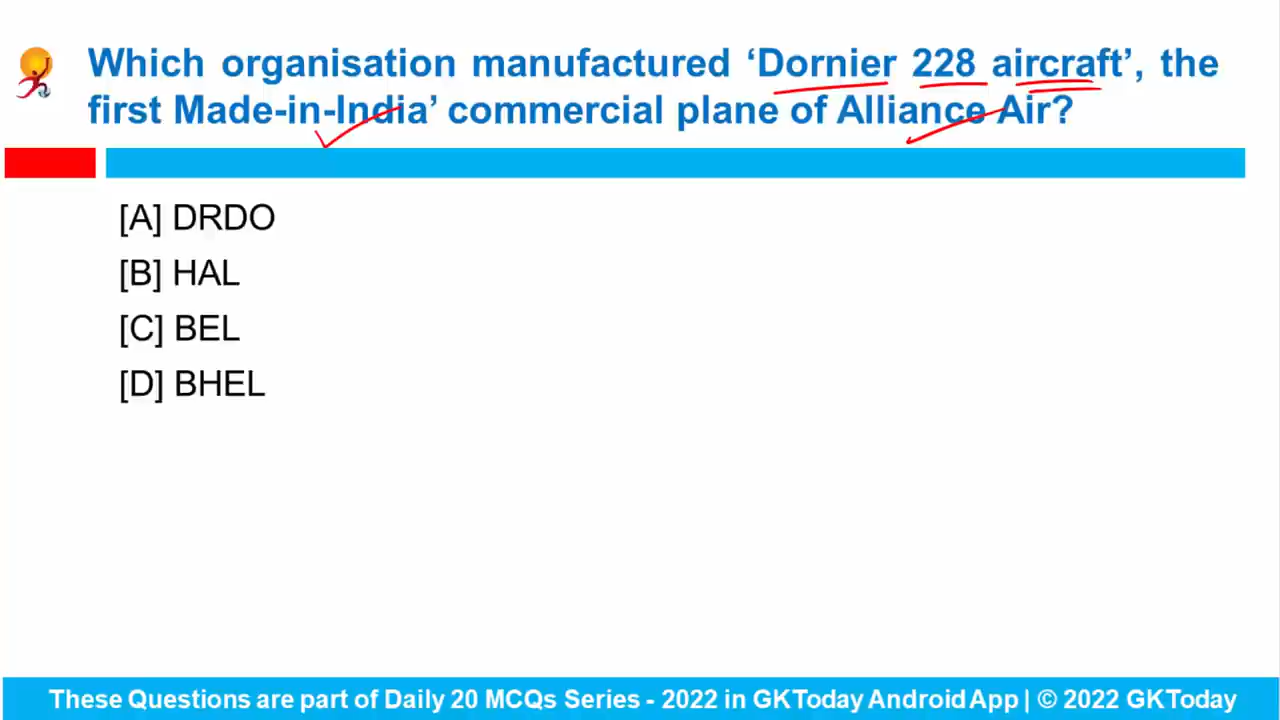 Which organisation manufactured ‘Dornier 228 aircraft’, the
first Made-in-India’ commercial plane of Alliance Air?
[A] DRDO
[B] HAL
[C] BEL
[D] BHEL
These Questions are part of Daily 20 MCQs Series - 2022 in GKToday Android App | © 2022 GKToday